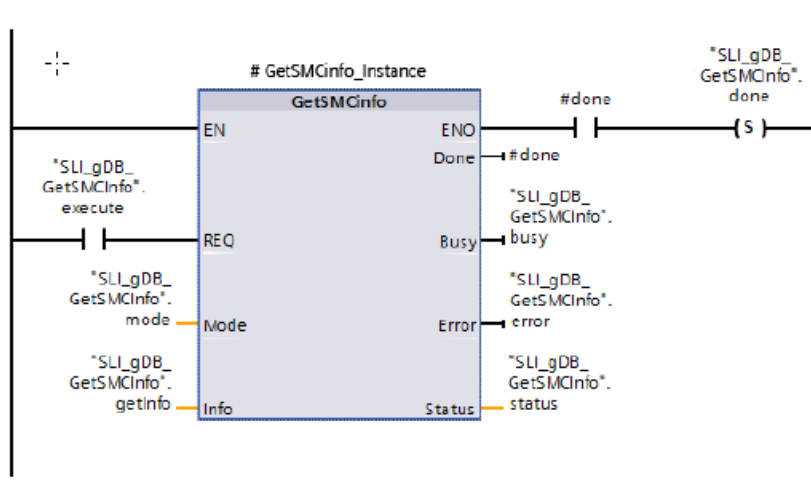 # GetSMCinfo_Instance
GetSMCinfo
EN
ENO
#done
"SLI_gDB_
GetSMCinfo".
done
S
Done
#done
"SLI_gDB_
GetSMCInfo".
execute
REQ
"SLI_gDB_
GetSMCInfo".
busy
Busy
"SLI_gDB_
GetSMCInfo".
mode
Mode
"SLI_gDB_
GetSMCInfo".
error
Error
"SLI_gDB_
GetSMCInfo".
getInfo
Info
"SLI_gDB_
GetSMCInfo".
status
Status